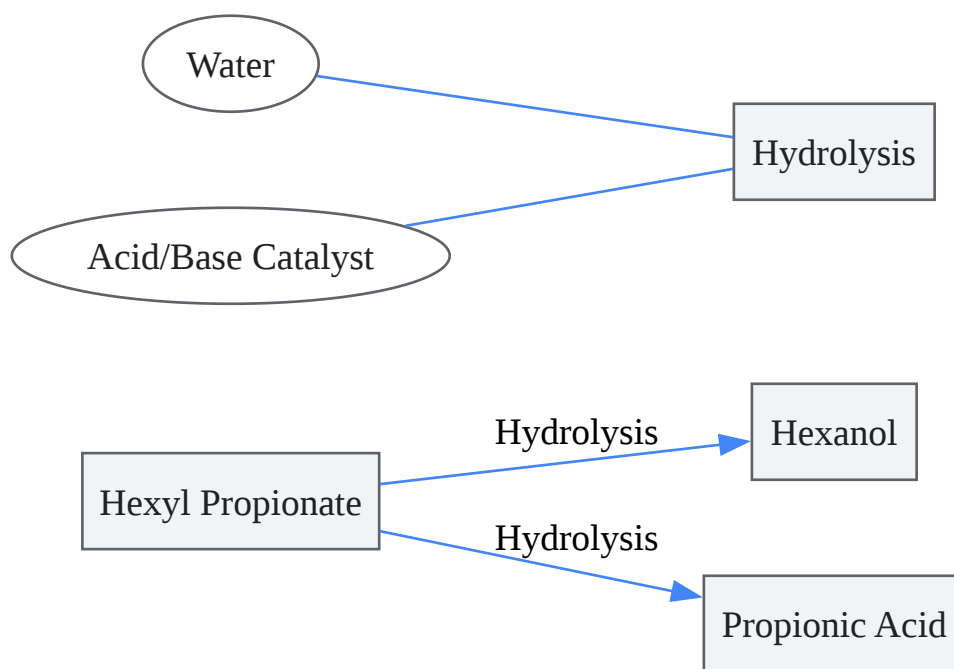 Water
Hydrolysis
Acid/Base Catalyst
Hydrolysis
Hexanol
Hexyl Propionate
Hydrolysis
Propionic Acid